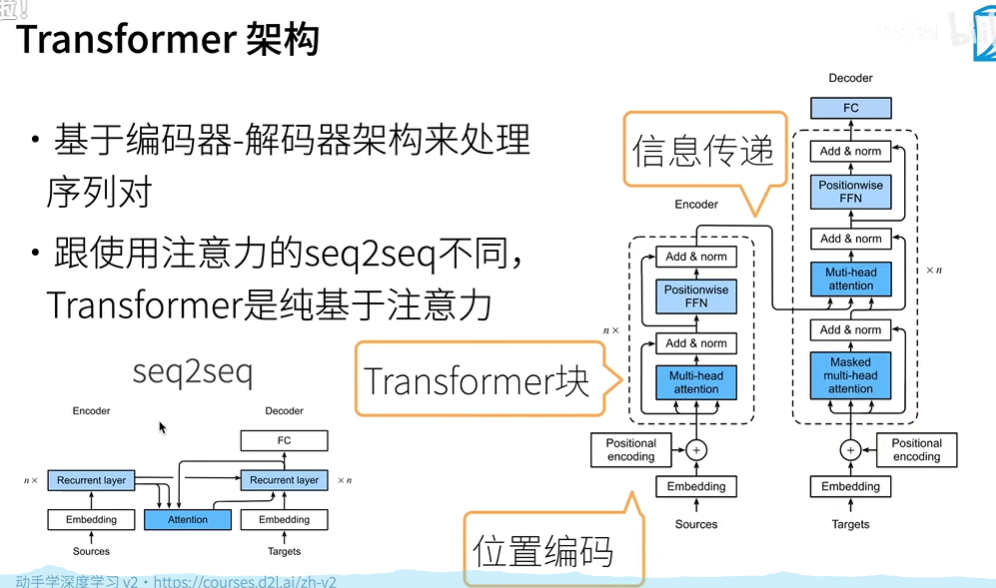 啦!
Transformer 架构
• 基于编码器-解码器架构来处理
序列对
• 跟使用注意力的seq2seq不同，
Transformer是纯基于注意力
seq2seq
Encoder
Decoder
FC
n ×
Recurrent layer
Recurrent layer
× n
Embedding
Attention
Embedding
Sources
Targets
信息传递
Transformer块
位置编码
Encoder
Add & norm
Positionwise
FFN
n ×
Add & norm
Multi-head
attention
Positional
encoding
+
Embedding
Sources
Decoder
FC
Add & norm
Positionwise
FFN
Add & norm
× n
Muti-head
attention
Add & norm
Masked
multi-head
attention
+
Positional
encoding
Embedding
Targets
动手学深度学习 v2 • https://courses.d2l.ai/zh-v2